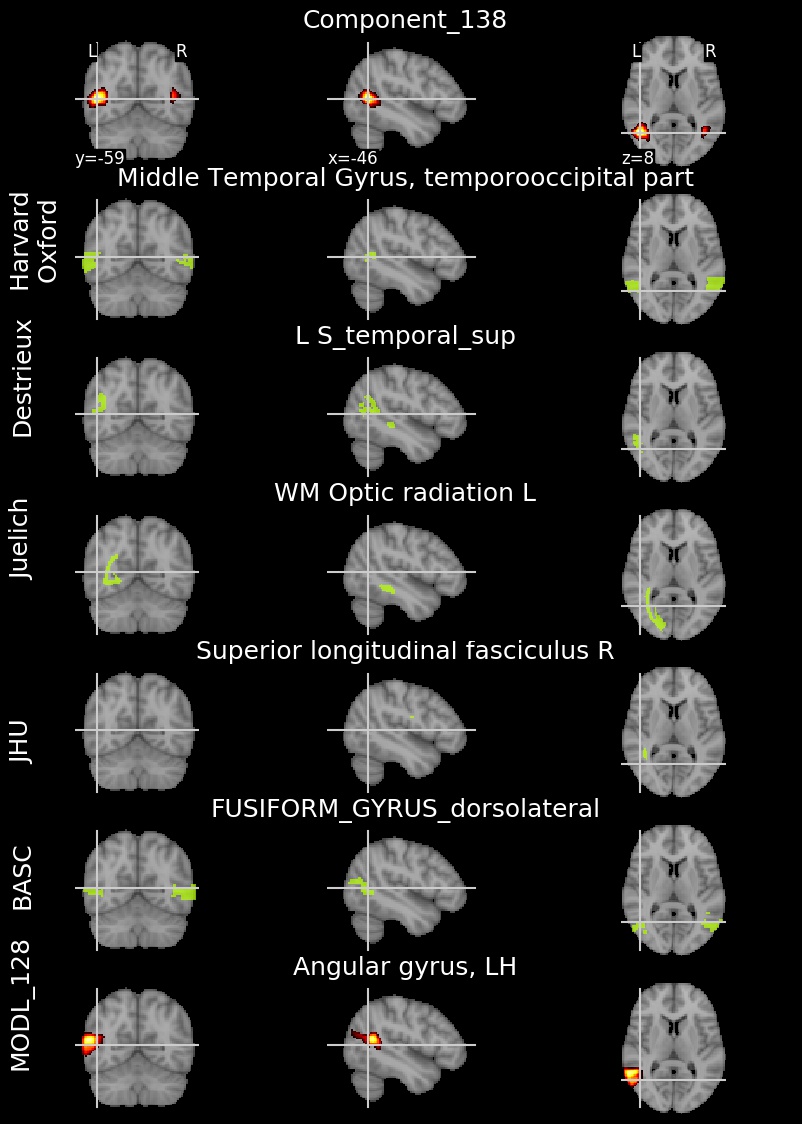 Component_138
L R
L R
y=-59
x=-46
z=8
Middle Temporal Gyrus, temporooccipital part
Harvard
Oxford
L S_temporal_sup
Destrieux
WM Optic radiation L
Juelich
Superior longitudinal fasciculus R
JHU
FUSIFORM_GYRUS_dorsolateral
BASC
Angular gyrus, LH
MODL_128